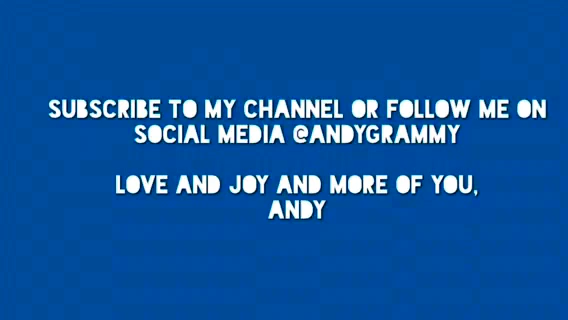 SUBSCRIBE TO MY CHANNEL OR FOLLOW ME ON
SOCIAL MEDIA @ANDYGRAMMY
LOVE AND JOY AND MORE OF YOU,
ANDY